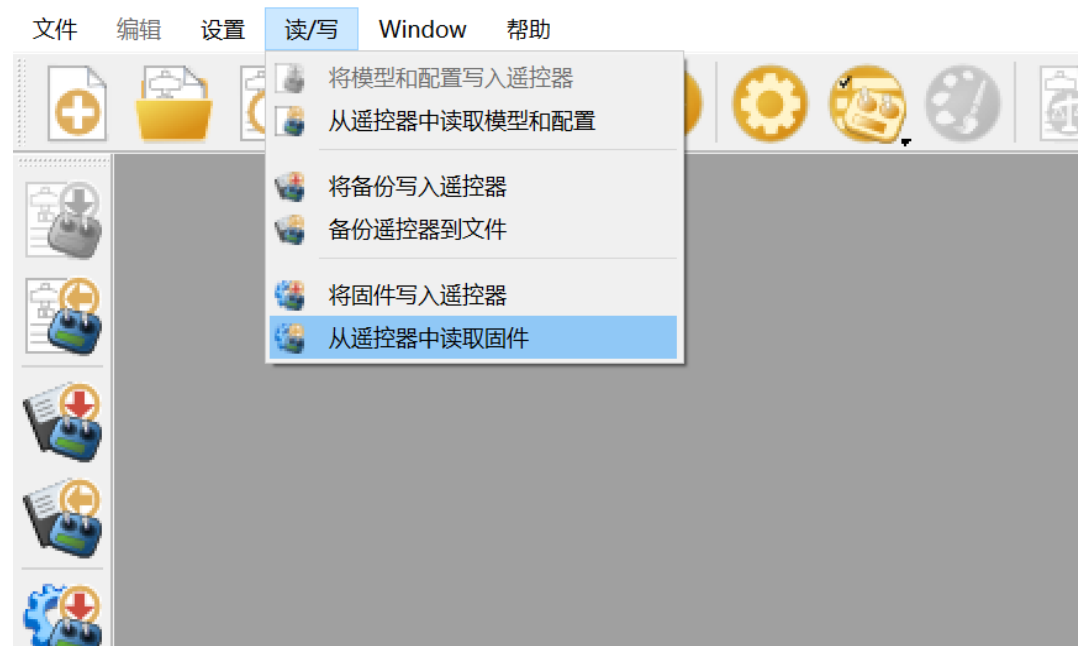 文件 编辑 设置 读/写 Window 帮助
将模型和配置写入遥控器
从遥控器中读取模型和配置
将备份写入遥控器
备份遥控器到文件
将固件写入遥控器
从遥控器中读取固件